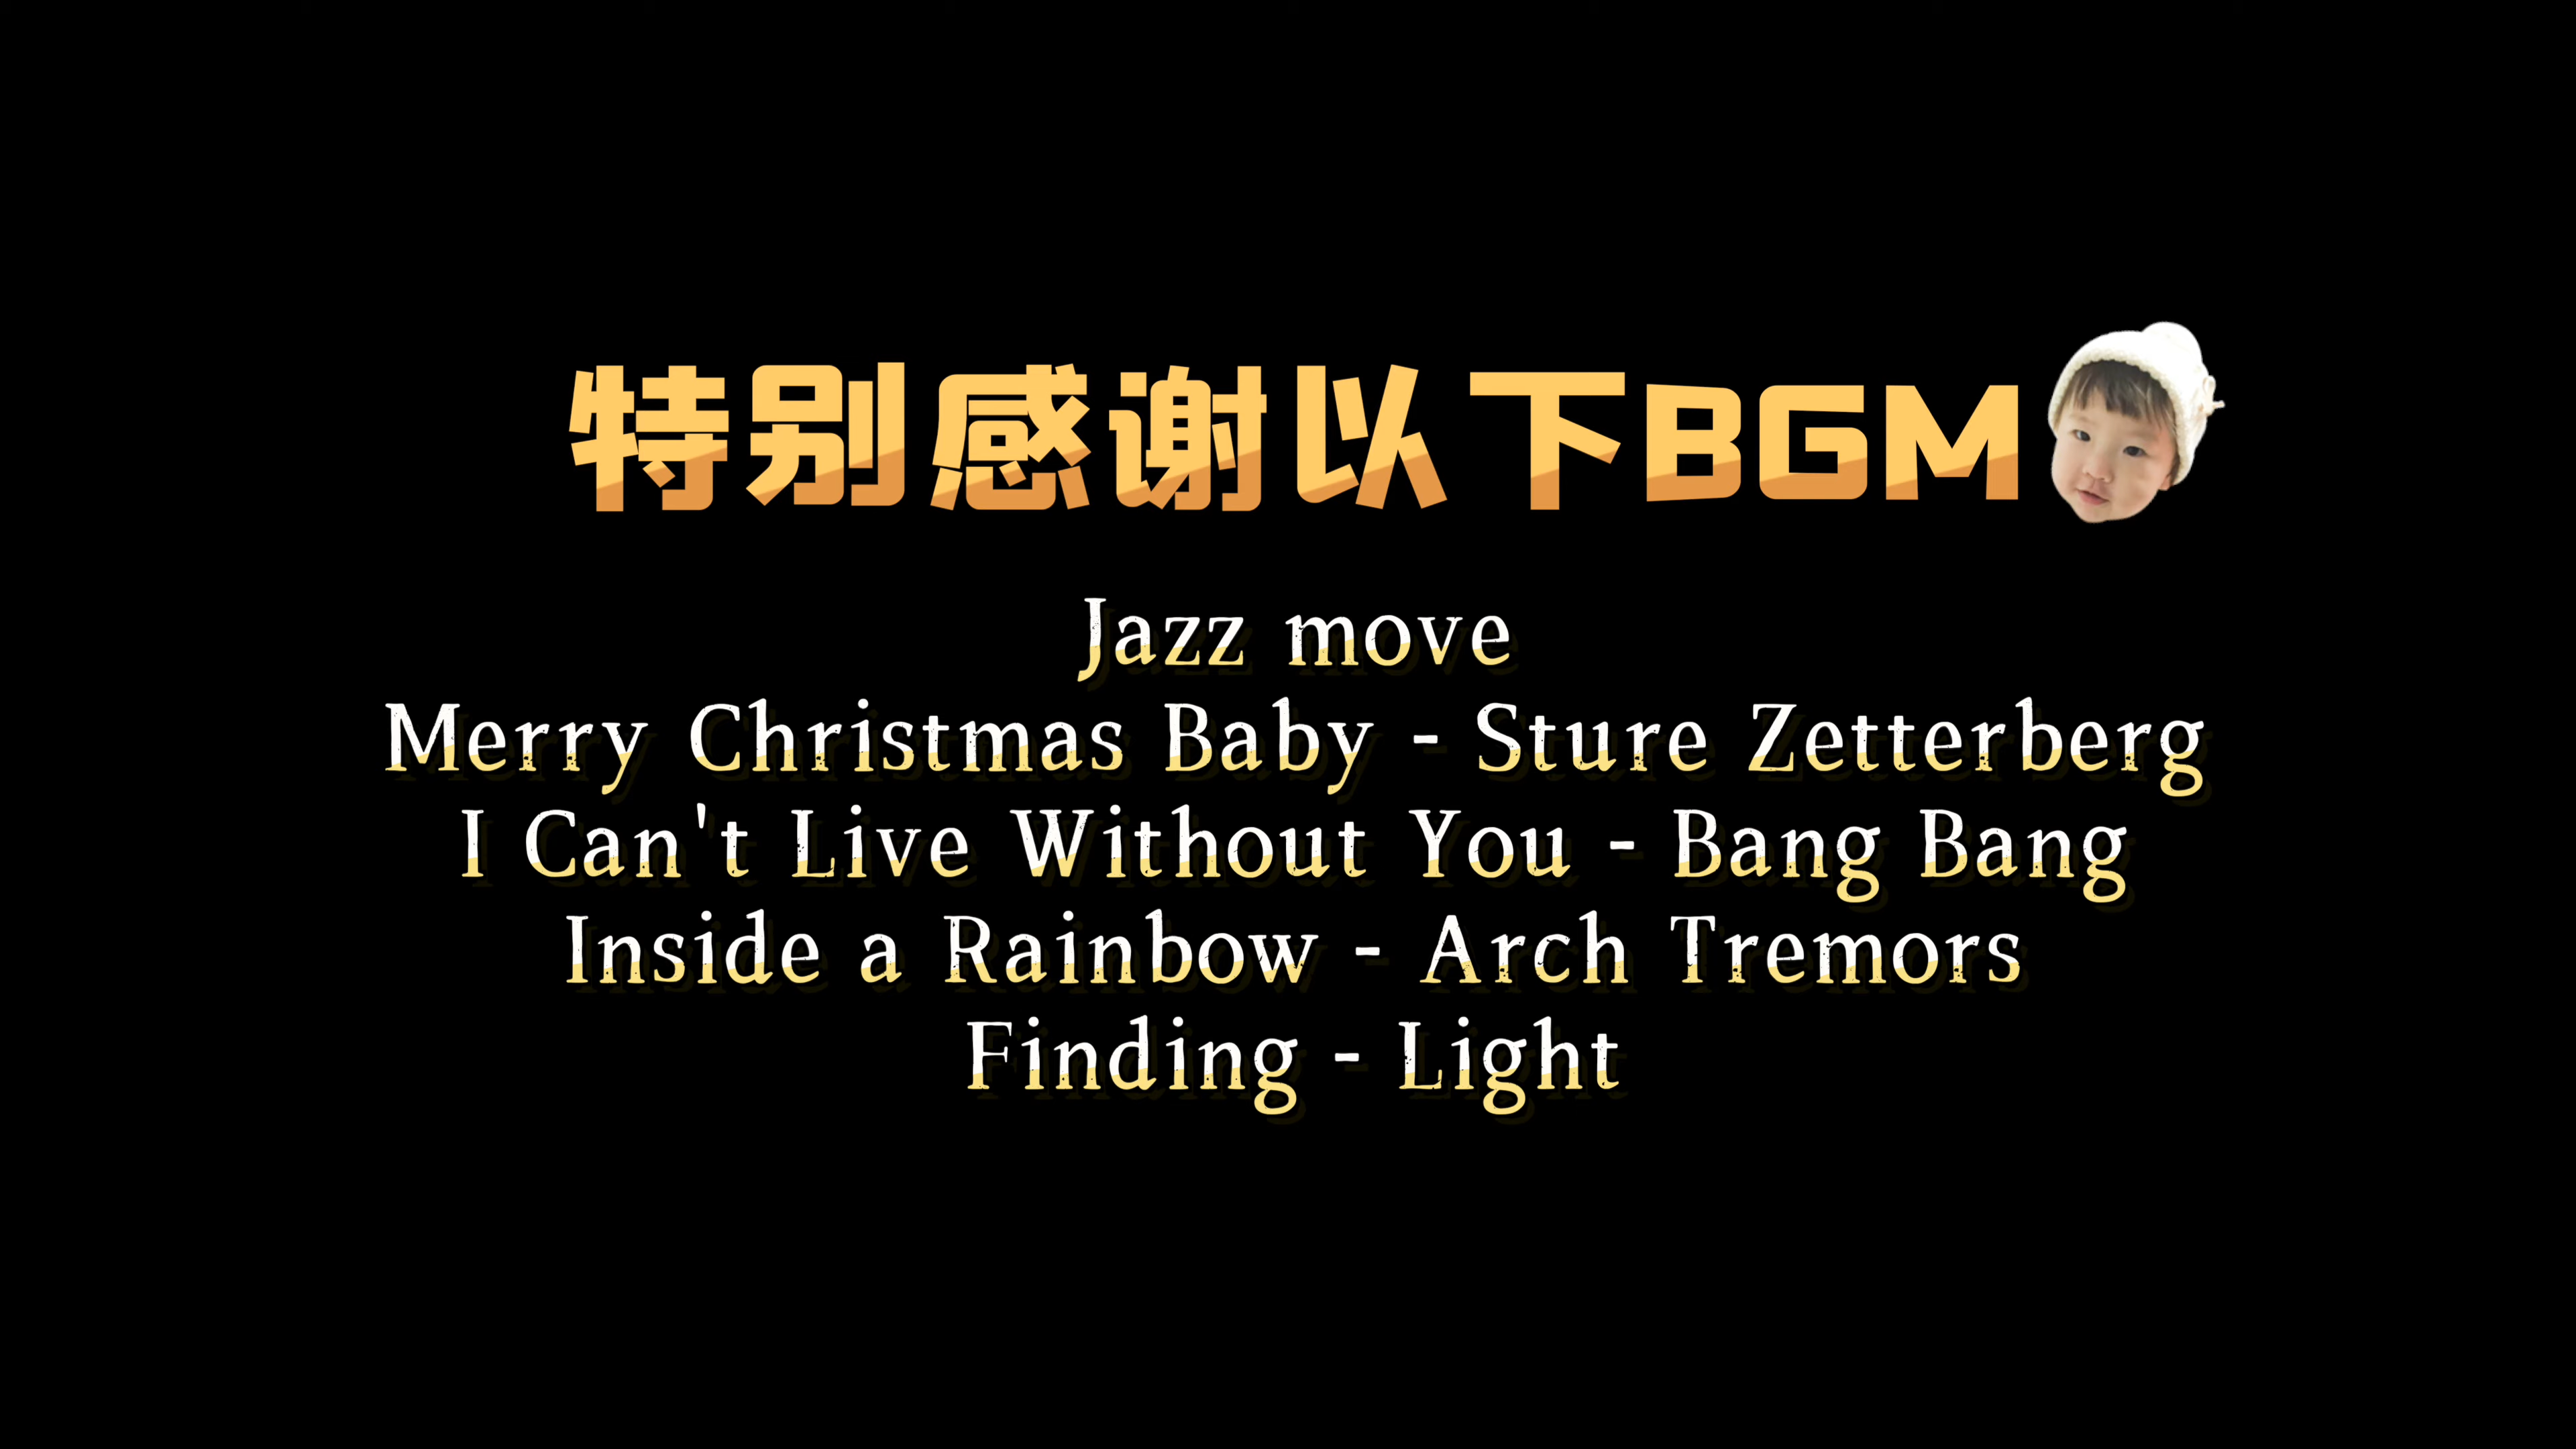 特别感谢以下BGM
Jazz move
Merry Christmas Baby - Sture Zetterberg
I Can't Live Without You - Bang Bang
Inside a Rainbow - Arch Tremors
Finding - Light